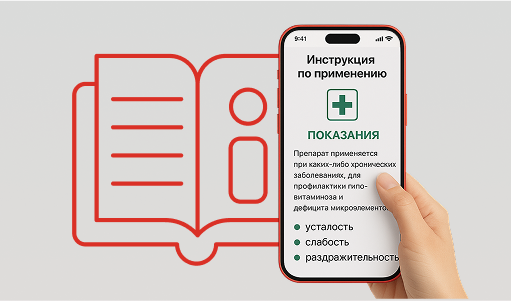 9:41
Инструкция
по применению
ПОКАЗАНИЯ
Препарат применяется
при каких-либо хронических
заболеваниях, для
профилактики гипо-
витаминоза и
дефицита микроэлементо
усталость
слабость
раздражительность